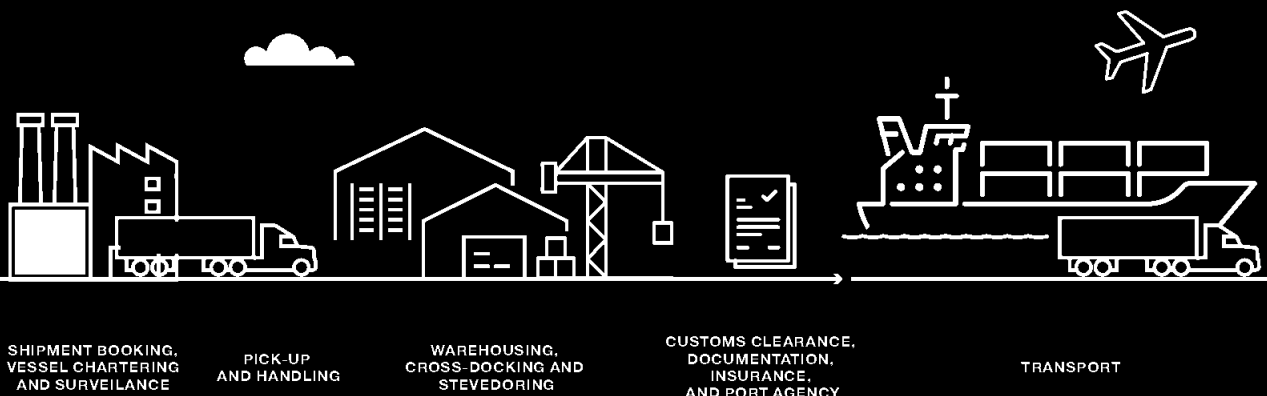 SHIPMENT BOOKING,
VESSEL CHARTERING
AND SURVEILANCE
PICK-UP
AND HANDLING
WAREHOUSING,
CROSS-DOCKING AND
STEVEDORING
CUSTOMS CLEARANCE,
DOCUMENTATION,
INSURANCE,
AND PORT AGENCY
TRANSPORT